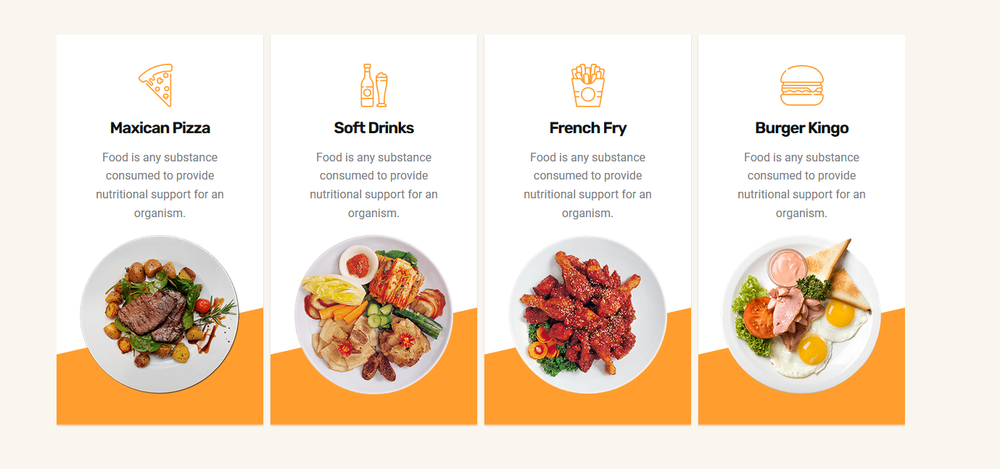 Maxican Pizza
Food is any substance
consumed to provide
nutritional support for an
organism.
Soft Drinks
Food is any substance
consumed to provide
nutritional support for an
organism.
French Fry
Food is any substance
consumed to provide
nutritional support for an
organism.
Burger Kingo
Food is any substance
consumed to provide
nutritional support for an
organism.